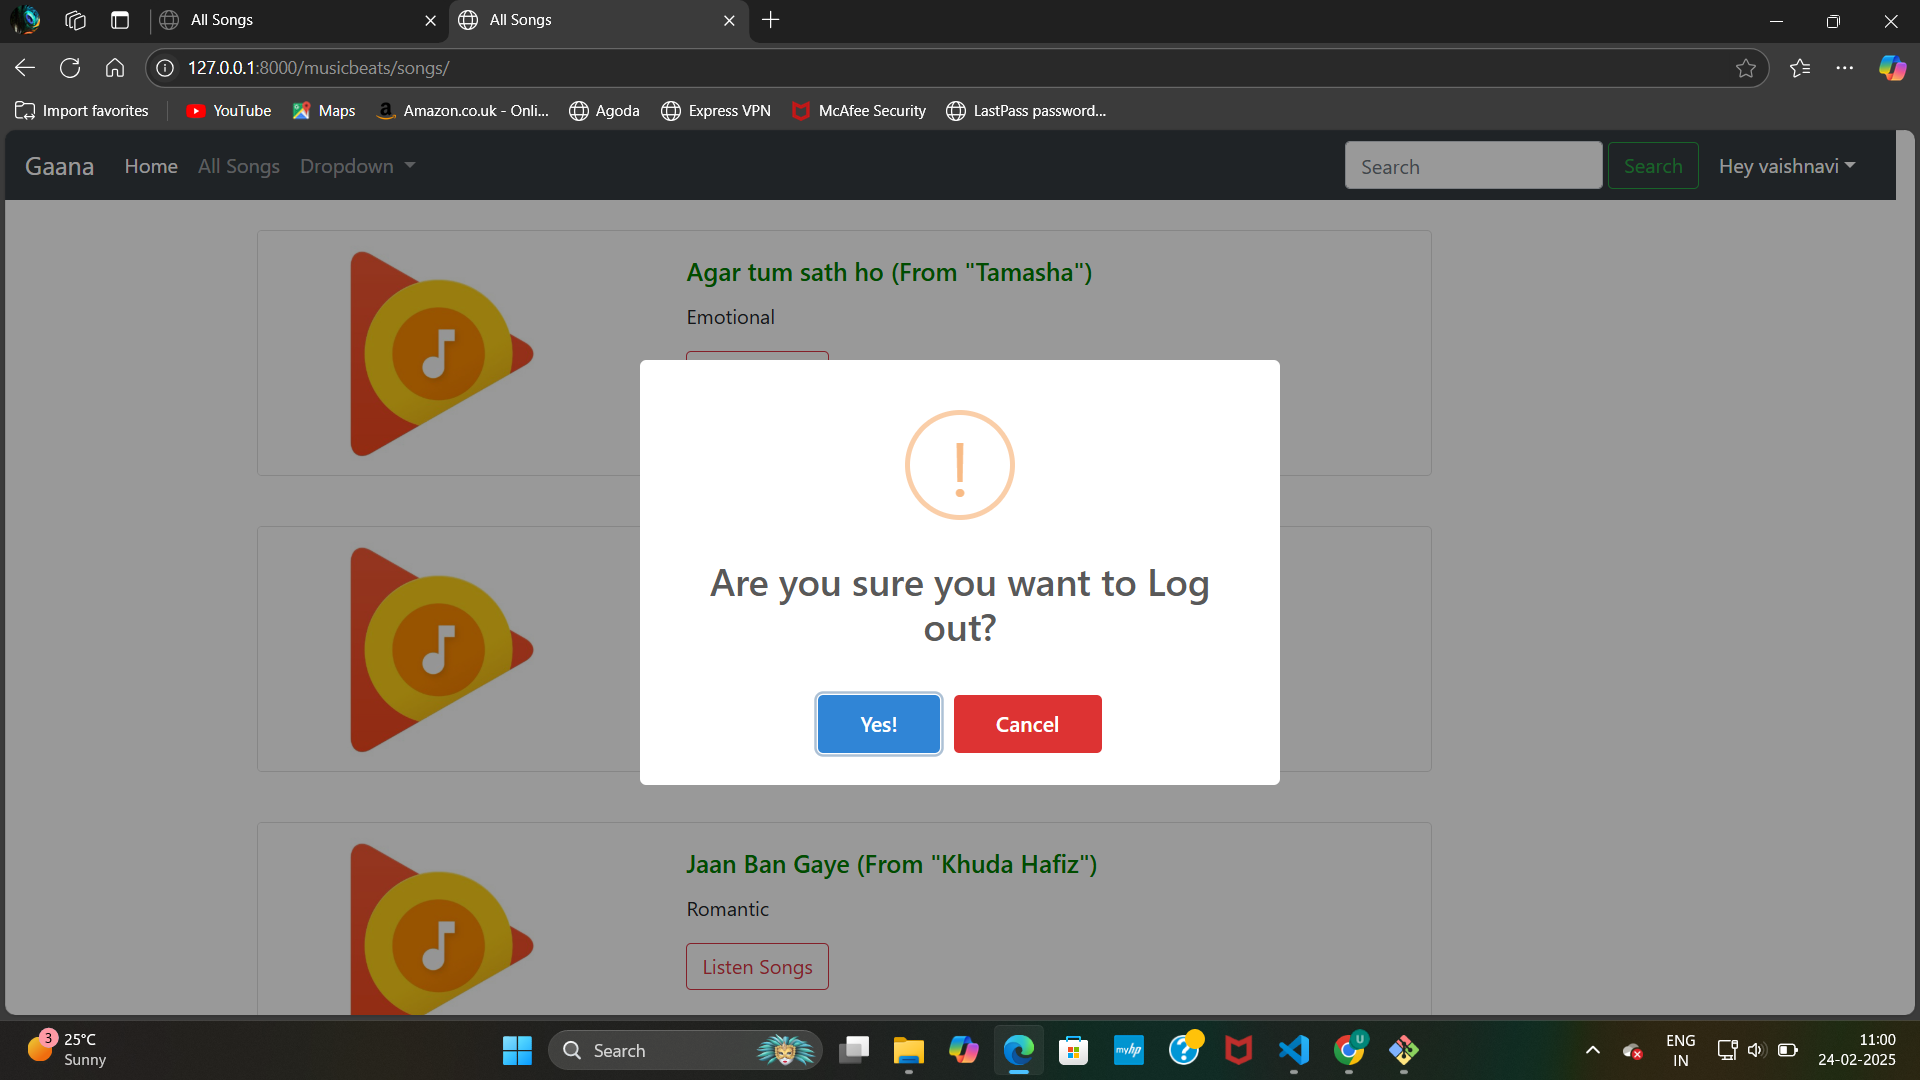 All Songs
All Songs
127.0.0.1:8000/musicbeats/songs/
Import favorites
YouTube
Maps
Amazon.co.uk - Onli...
Agoda
Express VPN
McAfee Security
LastPass password...
Gaana
Home
All Songs
Dropdown
Search
Search
Hey vaishnavi
Agar tum sath ho (From "Tamasha")
Emotional
!
Are you sure you want to Log
out?
Yes!
Cancel
Jaan Ban Gaye (From "Khuda Hafiz")
Romantic
Listen Songs
3
25°C
Sunny
Search
myhp
?
U
ENG
IN
11:00
24-02-2025